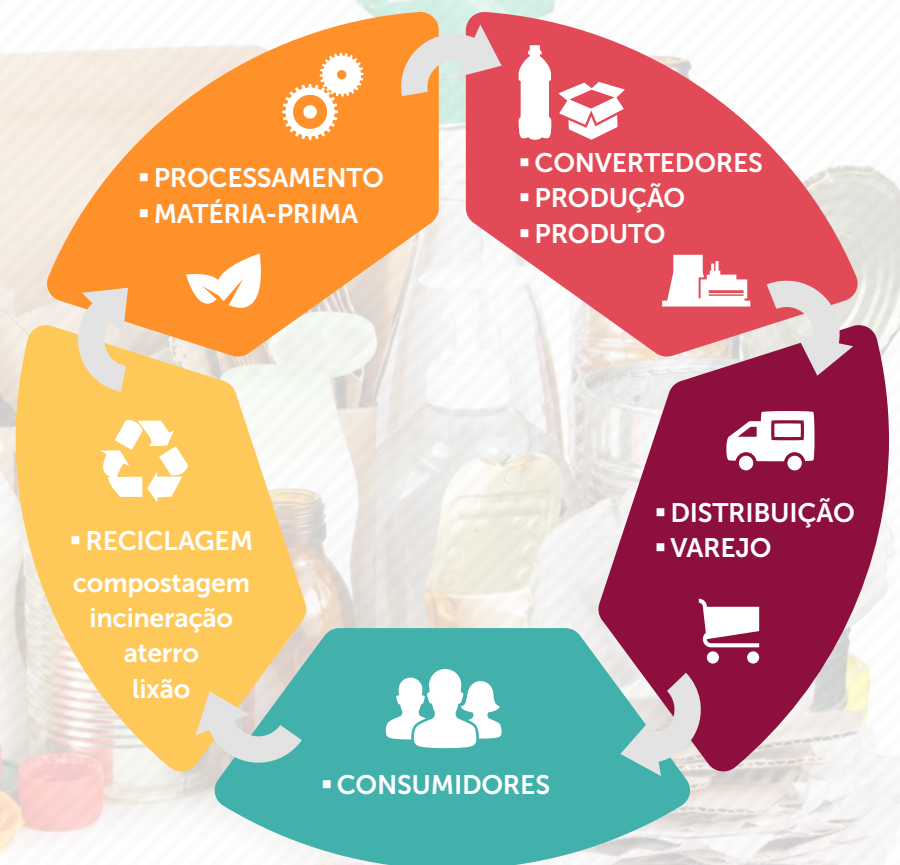 ▪ PROCESSAMENTO
▪ MATÉRIA-PRIMA
▪ CONVERTEDORES
▪ PRODUÇÃO
▪ PRODUTO
▪ DISTRIBUIÇÃO
▪ VAREJO
▪ CONSUMIDORES
▪ RECICLAGEM
compostagem
incineração
aterro
lixão